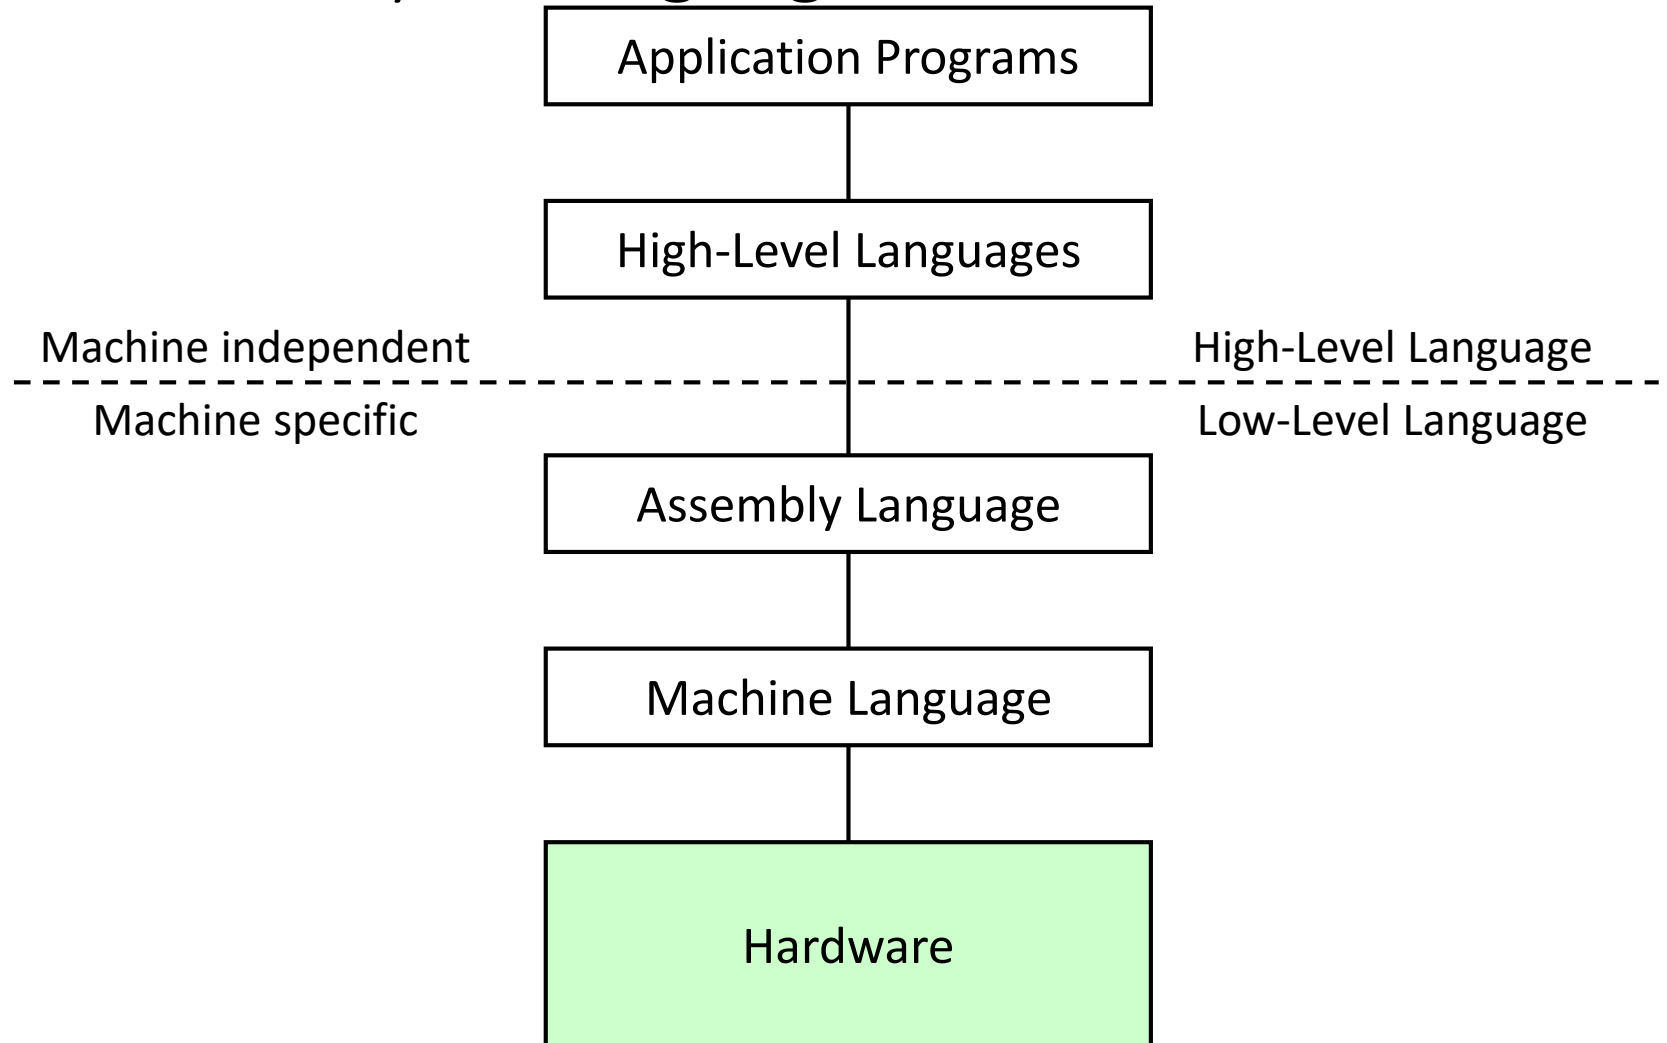 Application Programs
High-Level Languages
Machine independent
High-Level Language
Machine specific
Low-Level Language
Assembly Language
Machine Language
Hardware